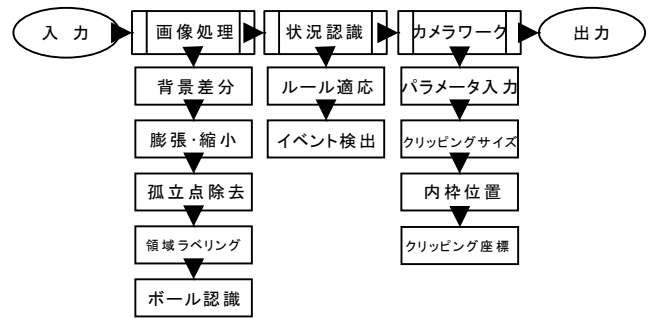 入 力
画像処理
状況認識
カメラワーク
出力
背景差分
ルール適応
パラメータ入力
膨張・縮小
イベント検出
クリッピングサイズ
孤立点除去
内枠位置
領域ラベリング
クリッピング座標
ボール認識